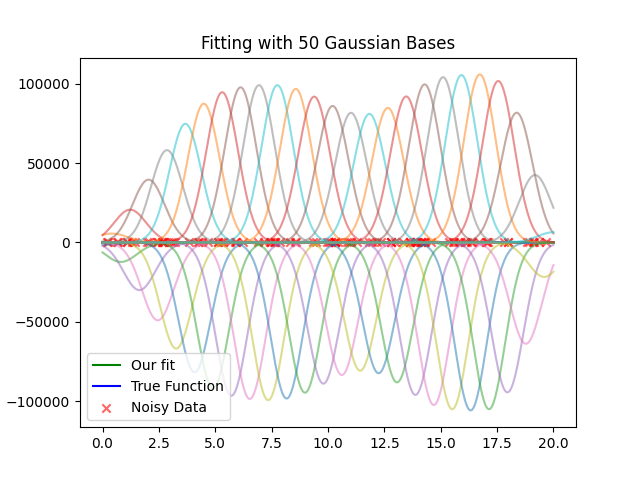 Fitting with 50 Gaussian Bases
100000
50000
0
−50000
−100000
Our fit
True Function
Noisy Data
0.0 2.5 5.0 7.5 10.0 12.5 15.0 17.5 20.0